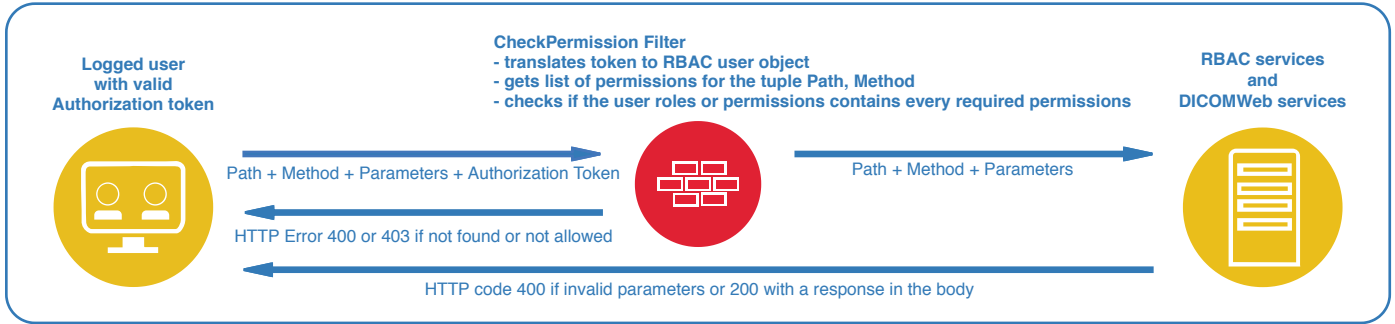 Logged user
with valid
Authorization token
CheckPermission Filter
- translates token to RBAC user object
- gets list of permissions for the tuple Path, Method
- checks if the user roles or permissions contains every required permissions
RBAC services
and
DICOMWeb services
Path + Method + Parameters + Authorization Token
Path + Method + Parameters
HTTP Error 400 or 403 if not found or not allowed
HTTP code 400 if invalid parameters or 200 with a response in the body